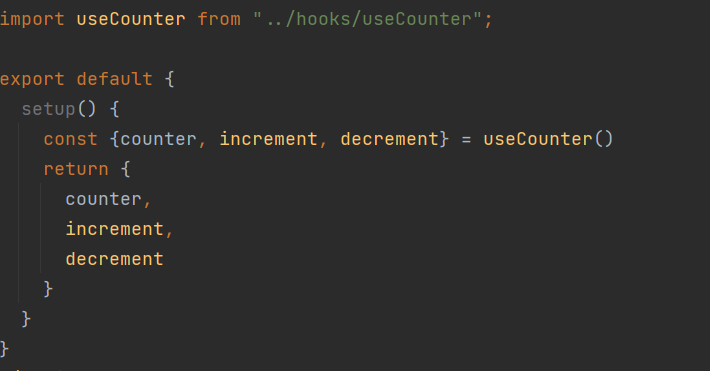 import useCounter from "../hooks/useCounter";
export default {
setup() {
const {counter, increment, decrement} = useCounter()
return {
counter,
increment,
decrement
}
}
}